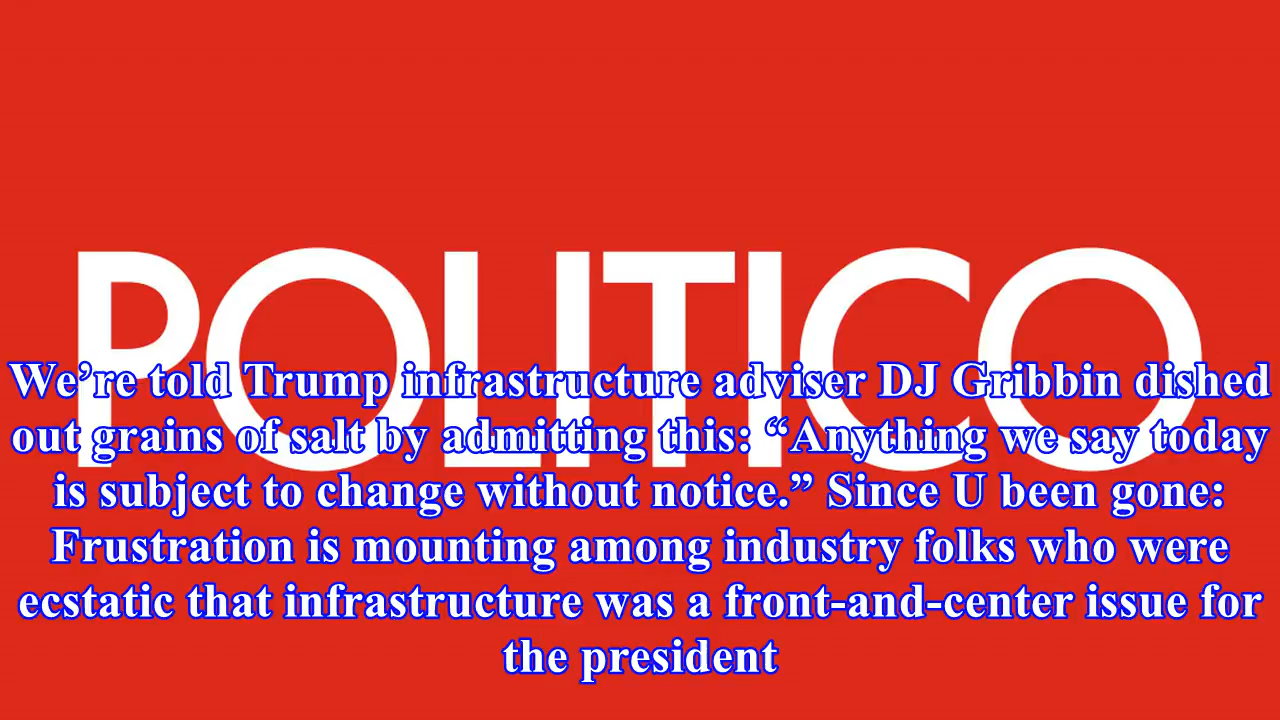 POLITICO
We’re told Trump infrastructure adviser DJ Gribbin dished
out grains of salt by admitting this: “Anything we say today
is subject to change without notice.” Since U been gone:
Frustration is mounting among industry folks who were
ecstatic that infrastructure was a front-and-center issue for
the president